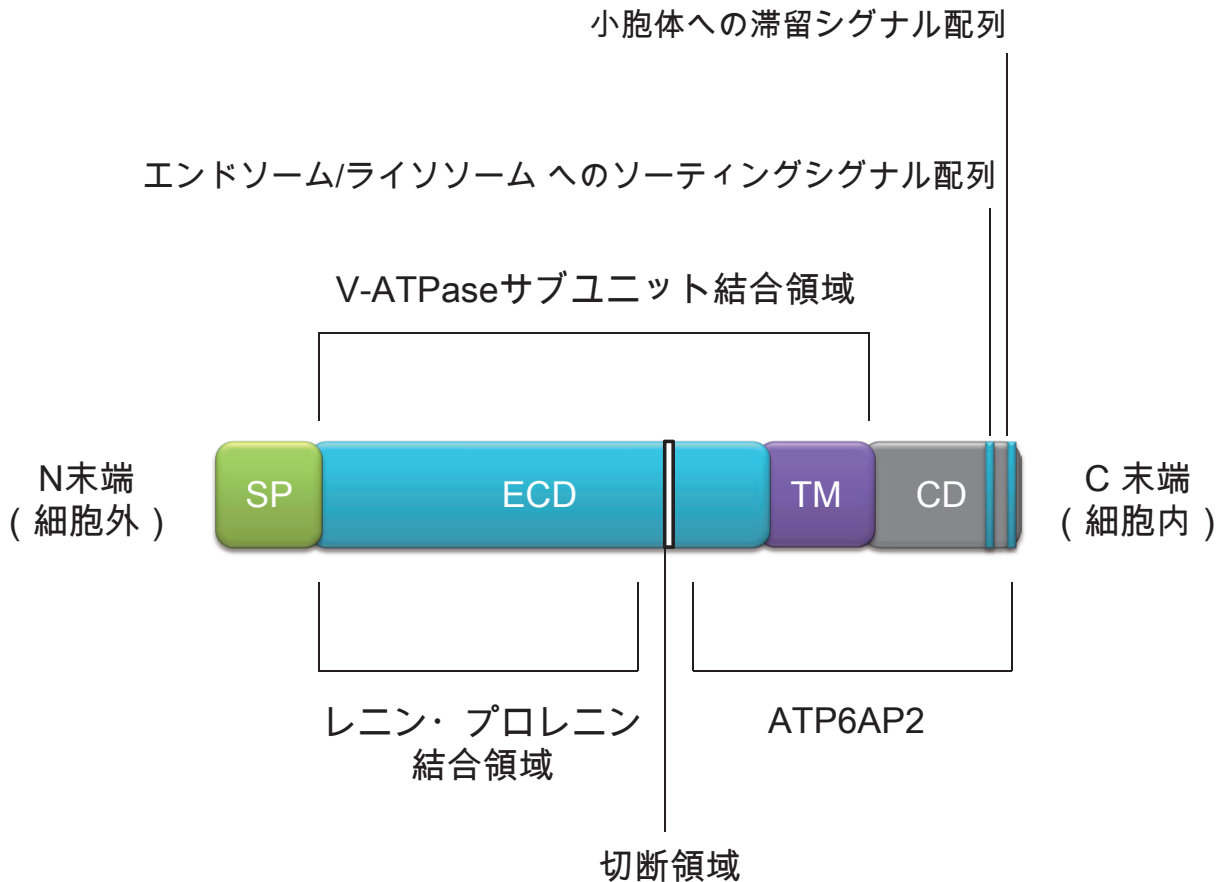 小胞体への滞留シグナル配列
エンドソーム/ライソソーム へのソーティングシグナル配列
V-ATPaseサブユニット結合領域
N末端
( 細胞外 )
SP
ECD
TM
CD
C 末端
( 細胞内 )
レニン・プロレニン
結合領域
ATP6AP2
切断領域